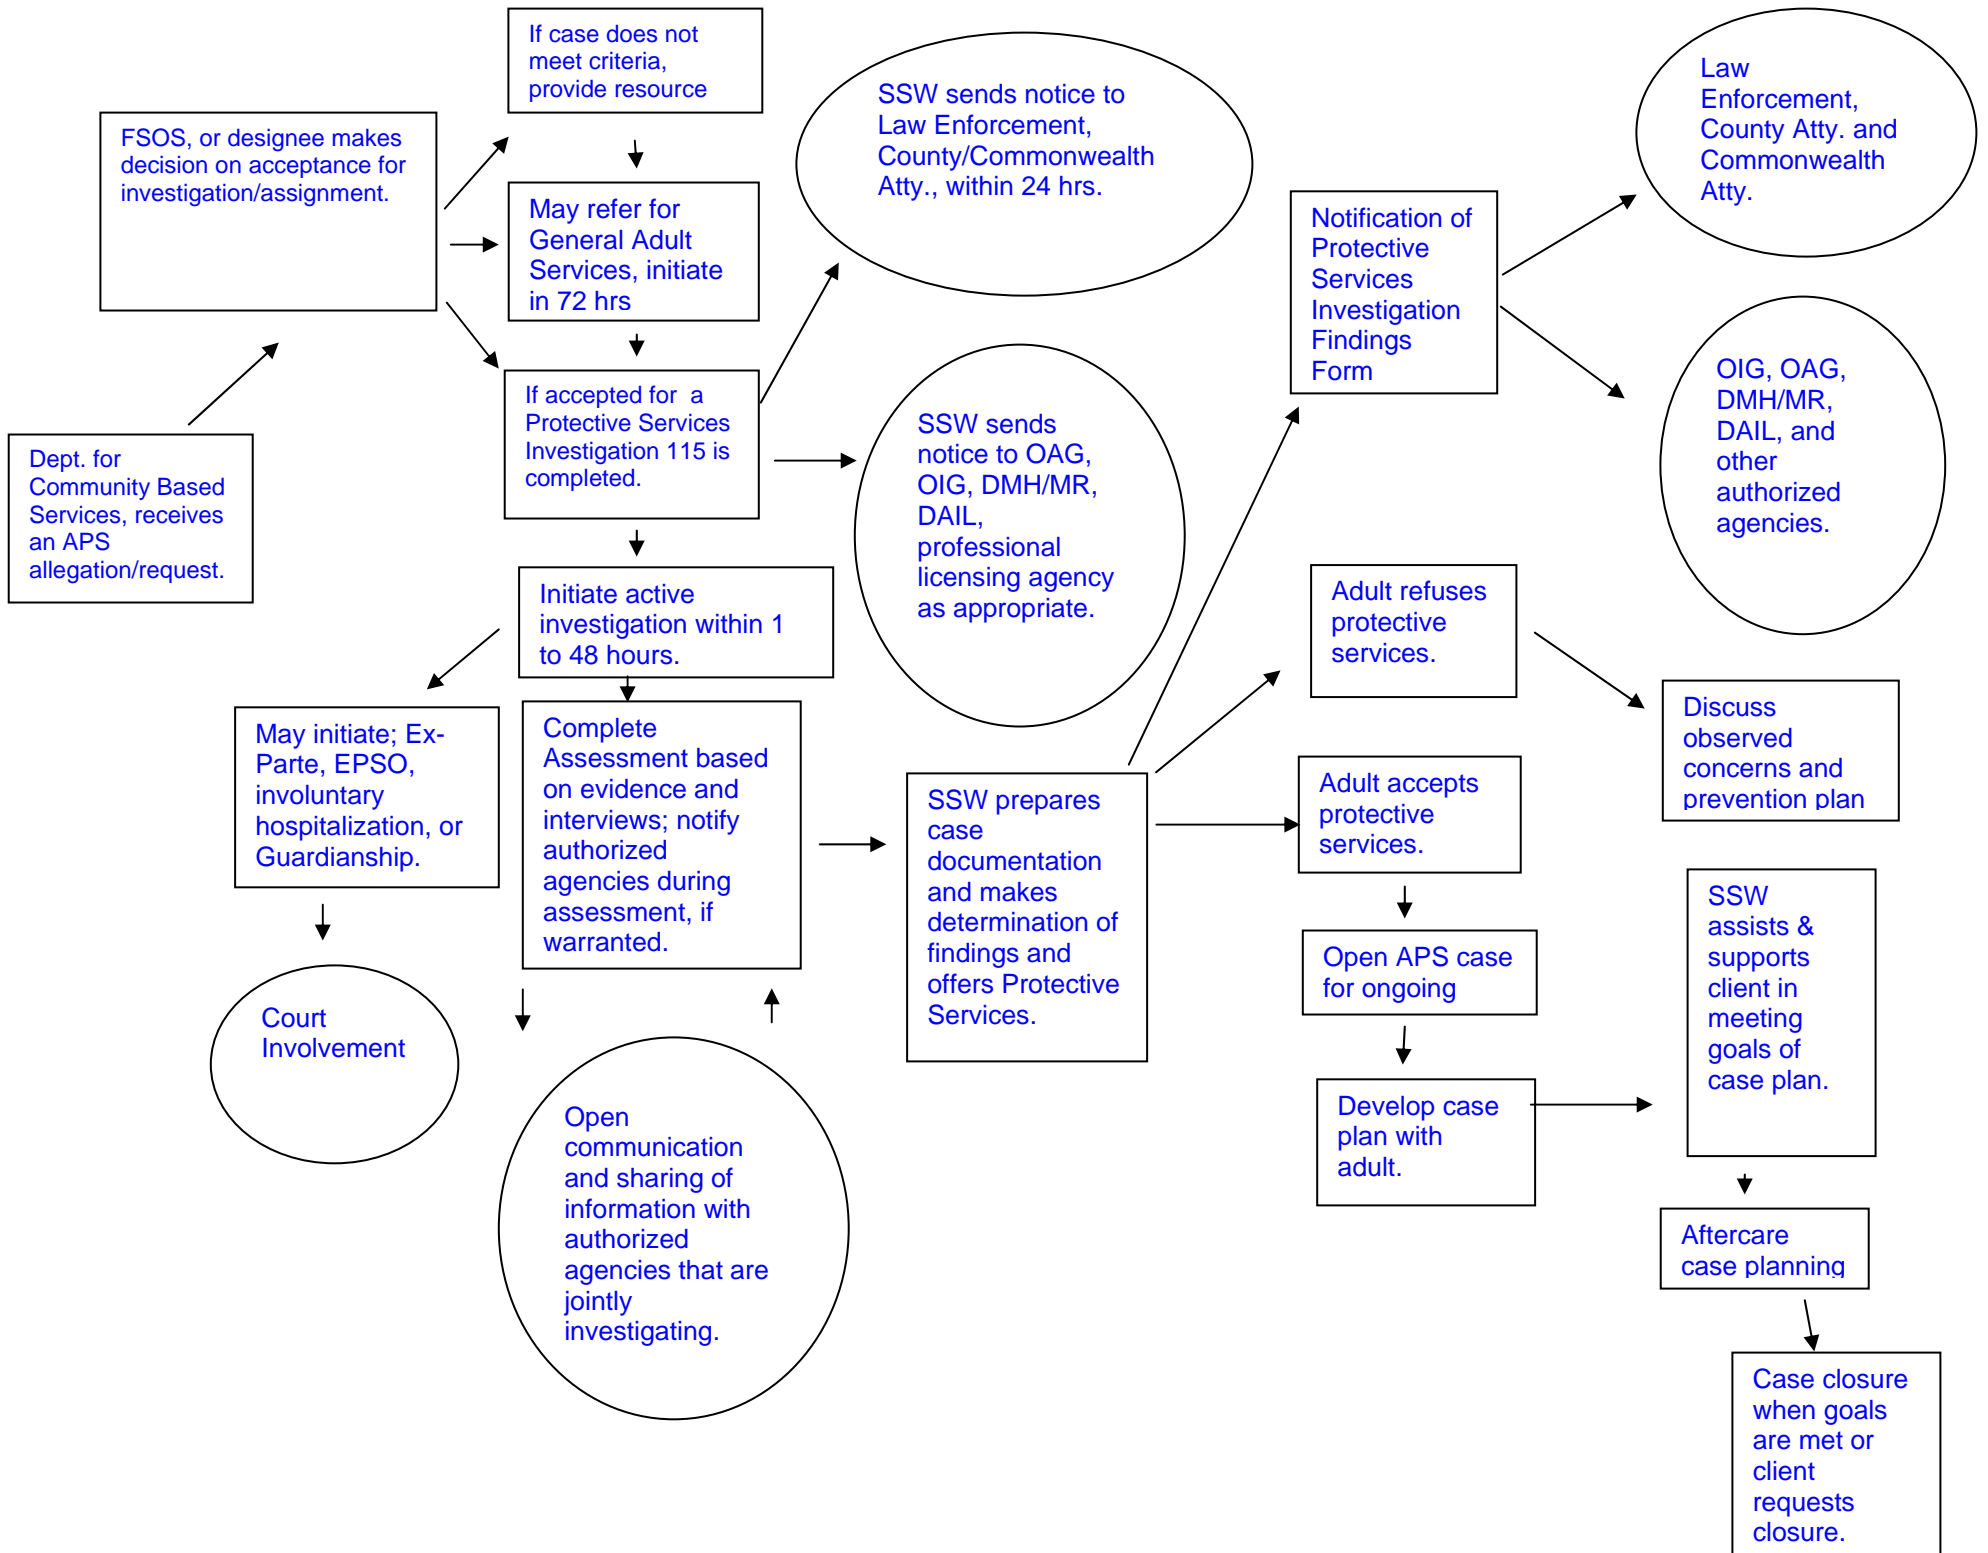 If case does not
meet criteria,
provide resource
FSOS, or designee makes
decision on acceptance for
investigation/assignment.
May refer for
General Adult
Services, initiate
in 72 hrs
SSW sends notice to
Law Enforcement,
County/Commonwealth
Atty., within 24 hrs.
Law
Enforcement,
County Atty. and
Commonwealth
Atty.
Notification of
Protective
Services
Investigation
Findings
Form
If accepted for a
Protective Services
Investigation 115 is
completed.
Dept. for
Community Based
Services, receives
an APS
allegation/request.
SSW sends
notice to OAG,
OIG, DMH/MR,
DAIL,
professional
licensing agency
as appropriate.
OIG, OAG,
DMH/MR,
DAIL, and
other
authorized
agencies.
Initiate active
investigation within 1
to 48 hours.
Adult refuses
protective
services.
May initiate; Ex-
Parte, EPSO,
involuntary
hospitalization, or
Guardianship.
Complete
Assessment based
on evidence and
interviews; notify
authorized
agencies during
assessment, if
warranted.
Discuss
observed
concerns and
prevention plan
SSW prepares
case
documentation
and makes
determination of
findings and
offers Protective
Services.
Adult accepts
protective
services.
SSW
assists &
supports
client in
meeting
goals of
case plan.
Open APS case
for ongoing
Court
Involvement
Open
communication
and sharing of
information with
authorized
agencies that are
jointly
investigating.
Develop case
plan with
adult.
Aftercare
case planning
Case closure
when goals
are met or
client
requests
closure.